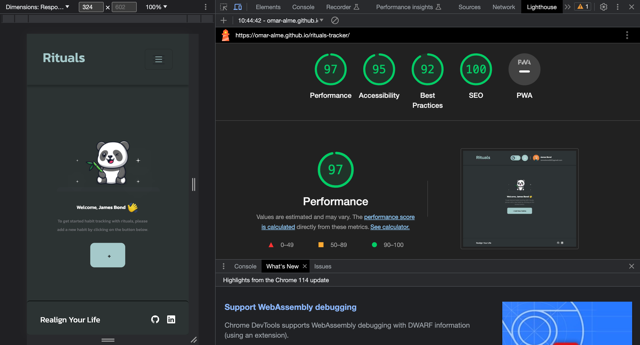 Dimensions: Respo...
324
×
602
100%
Elements
Console
Recorder
Performance insights
Sources
Network
Lighthouse
1
10:44:42 - omar-alme.github.i
https://omar-alme.github.io/rituals-tracker/
Rituals
Welcome, James Bond
To get started habit tracking with rituals, please
add a new habit by clicking on the button below.
Realign Your Life
97
95
92
100
PWA
Performance
Accessibility
Best
Practices
SEO
PWA
97
Performance
Values are estimated and may vary. The performance score
is calculated directly from these metrics. See calculator.
0–49
50–89
90–100
Rituals
Console
What's New
Issues
Highlights from the Chrome 114 update
Support WebAssembly debugging
Chrome DevTools supports WebAssembly debugging with DWARF information
(using an extension).